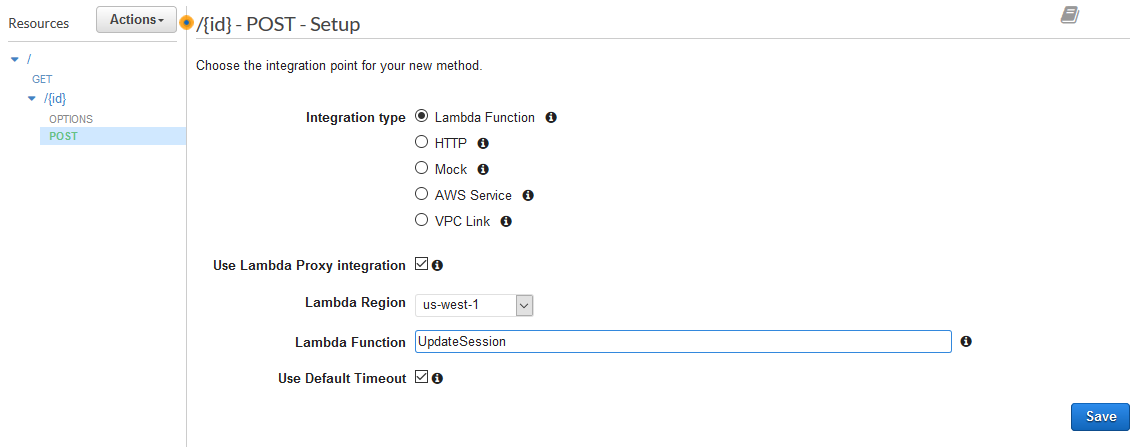 Resources
Actions
/{id} - POST - Setup
/
GET
/{id}
OPTIONS
POST
Choose the integration point for your new method.
Integration type
Lambda Function
HTTP
Mock
AWS Service
VPC Link
Use Lambda Proxy integration
Lambda Region us-west-1
Lambda Function UpdateSession
Use Default Timeout
Save